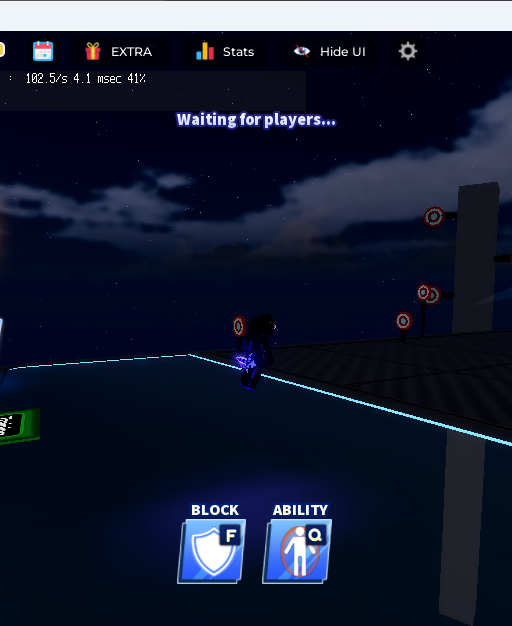 EXTRA
Stats
Hide UI
: 102.5/s 4.1 msec 41%
Waiting for players...
BLOCK
ABILITY
F
Q